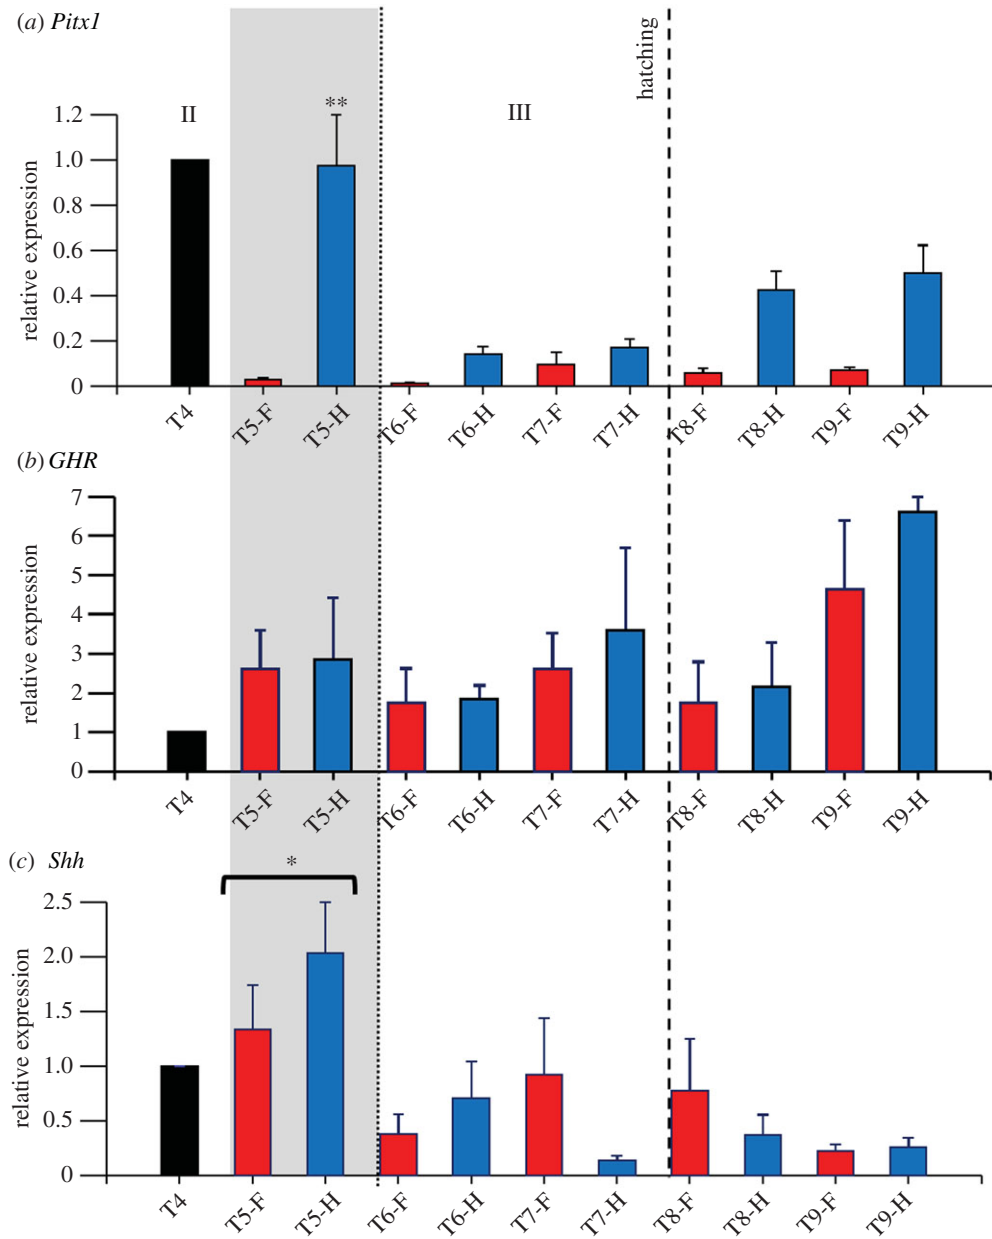 (a) Pitx1
hatching
II
**
III
relative expression
1.2
1.0
0.8
0.6
0.4
0.2
0
T4 T5-F T5-H T6-F T6-H T7-F T7-H T8-F T8-H T9-F T9-H
(b) GHR
relative expression
7
6
5
4
3
2
1
0
T4 T5-F T5-H T6-F T6-H T7-F T7-H T8-F T8-H T9-F T9-H
(c) Shh
*
relative expression
2.5
2.0
1.5
1.0
0.5
0
T4 T5-F T5-H T6-F T6-H T7-F T7-H T8-F T8-H T9-F T9-H